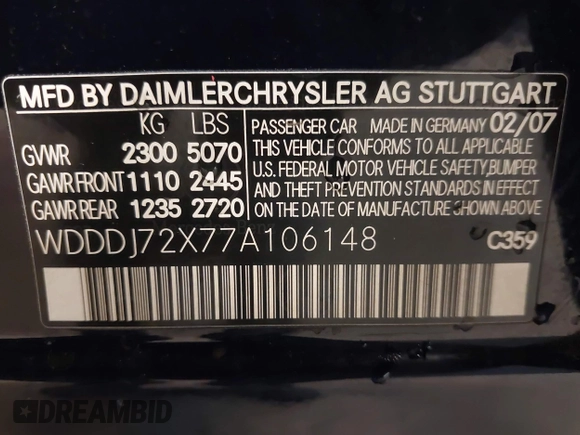 MFD BY DAIMLERCHRYSLER AG STUTTGART
KG LBS
GVWR 2300 5070
GAWR FRONT 1110 2445
GAWR REAR 1235 2720
PASSENGER CAR MADE IN GERMANY 02/07
THIS VEHICLE CONFORMS TO ALL APPLICABLE
U.S. FEDERAL MOTOR VEHICLE SAFETY,BUMPER
AND THEFT PREVENTION STANDARDS IN EFFECT
ON THE DATE OF MANUFACTURE SHOWN ABOVE.
WDDDJ72X77A106148 C359
DREAMBID